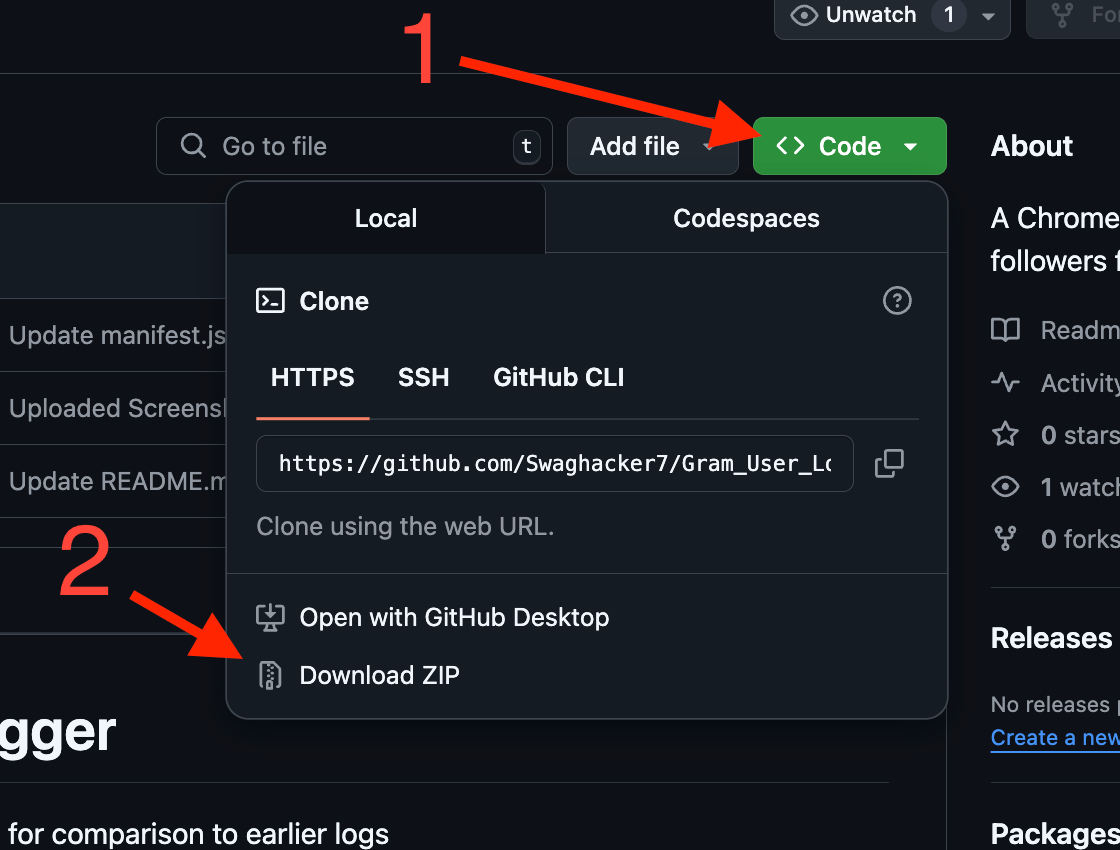 Unwatch 1
1
Go to file t Add file Code
About
Local Codespaces
A Chrome
followers
Clone
Update manifest.js
Readm
HTTPS SSH GitHub CLI
Activity
Uploaded Screens
0 stars
https://github.com/Swaghacker7/Gram_User_Lo
Update README.m
1 watch
Clone using the web URL.
0 forks
2
Open with GitHub Desktop
Releases
Download ZIP
No releases
Create a new
gger
for comparison to earlier logs
Packages